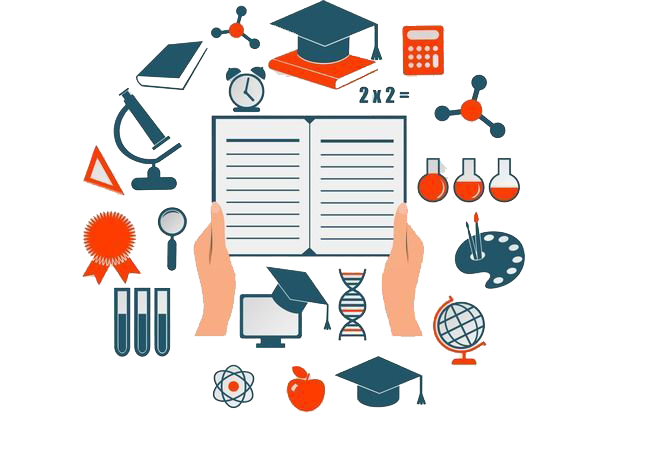 2 x 2 =